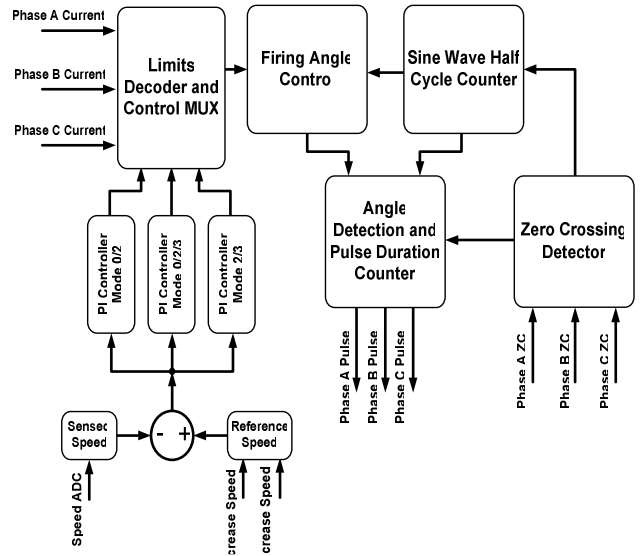 Phase A Current
Phase B Current
Phase C Current
Limits
Decoder and
Control MUX
Firing Angle
Contro
Sine Wave Half
Cycle Counter
Angle
Detection and
Pulse Duration
Counter
Zero Crossing
Detector
PI Controller
Mode 0/2
PI Controller
Mode 0/2/3
PI Controller
Mode 2/3
Phase A Pulse
Phase B Pulse
Phase C Pulse
Phase A ZC
Phase B ZC
Phase C ZC
Sensed
Speed
- +
Reference
Speed
Speed ADC
crease Speed
crease Speed